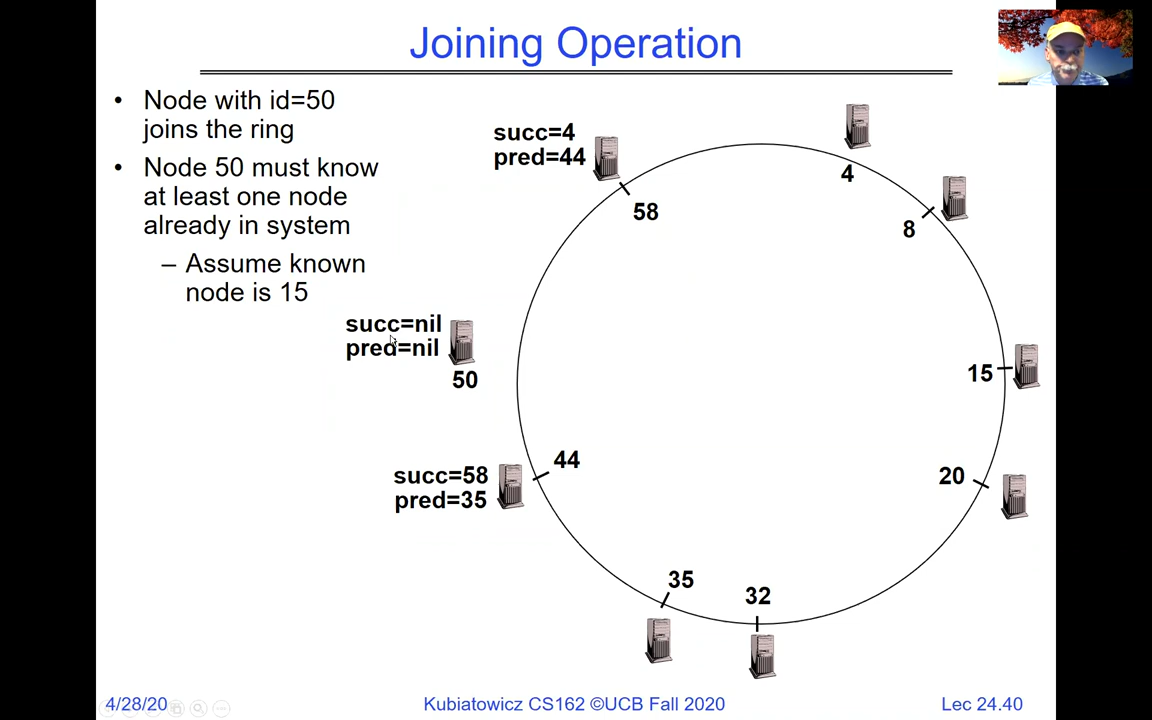 Joining Operation
• Node with id=50
joins the ring
• Node 50 must know
at least one node
already in system
– Assume known
node is 15
succ=4
pred=44
58
4
8
succ=nil
pred=nil
50
15
succ=58
pred=35
44
20
35
32
4/28/20
Kubiatowicz CS162 ©UCB Fall 2020
Lec 24.40